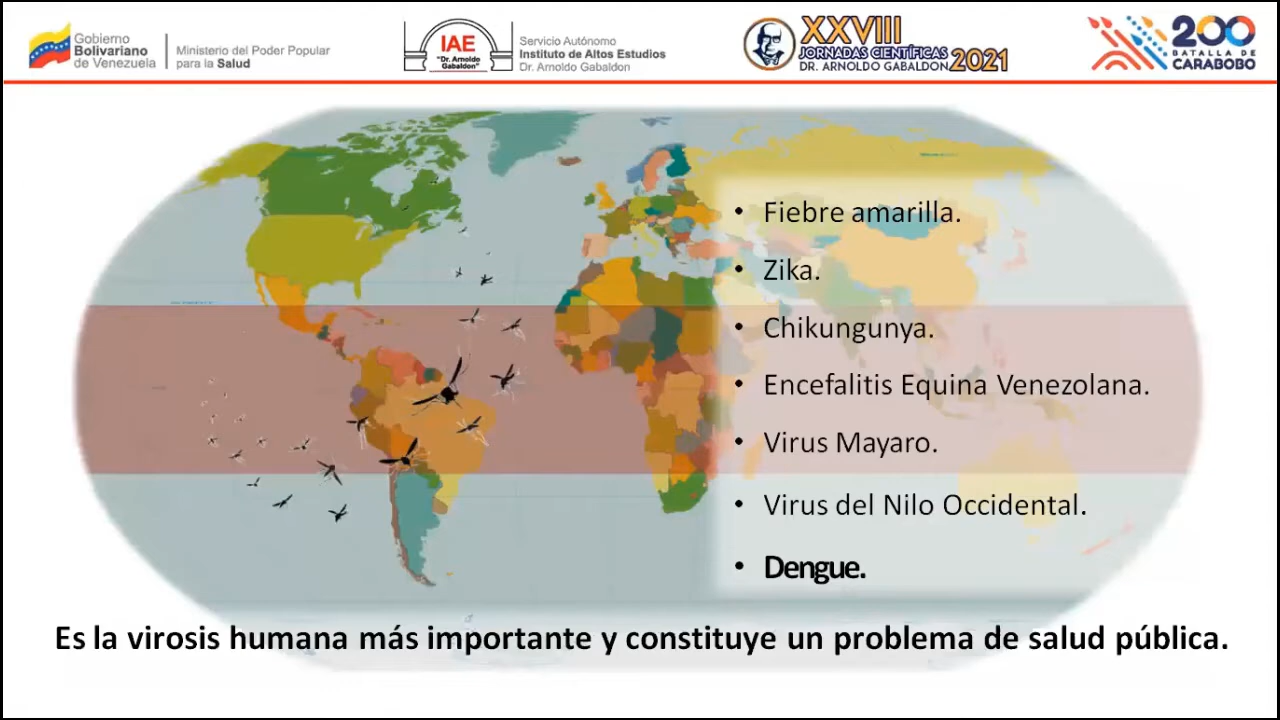 Gobierno
Bolivariano
de Venezuela
Ministerio del Poder Popular
para la Salud
IAE
"Dr. Arnoldo
Gabaldon"
Servicio Autónomo
Instituto de Altos Estudios
Dr. Arnoldo Gabaldon
XXVIII
JORNADAS CIENTÍFICAS
DR. ARNOLDO GABALDON
2021
200
BATALLA DE
CARABOBO
• Fiebre amarilla.
• Zika.
• Chikungunya.
• Encefalitis Equina Venezolana.
• Virus Mayaro.
• Virus del Nilo Occidental.
• Dengue.
Es la virosis humana más importante y constituye un problema de salud pública.